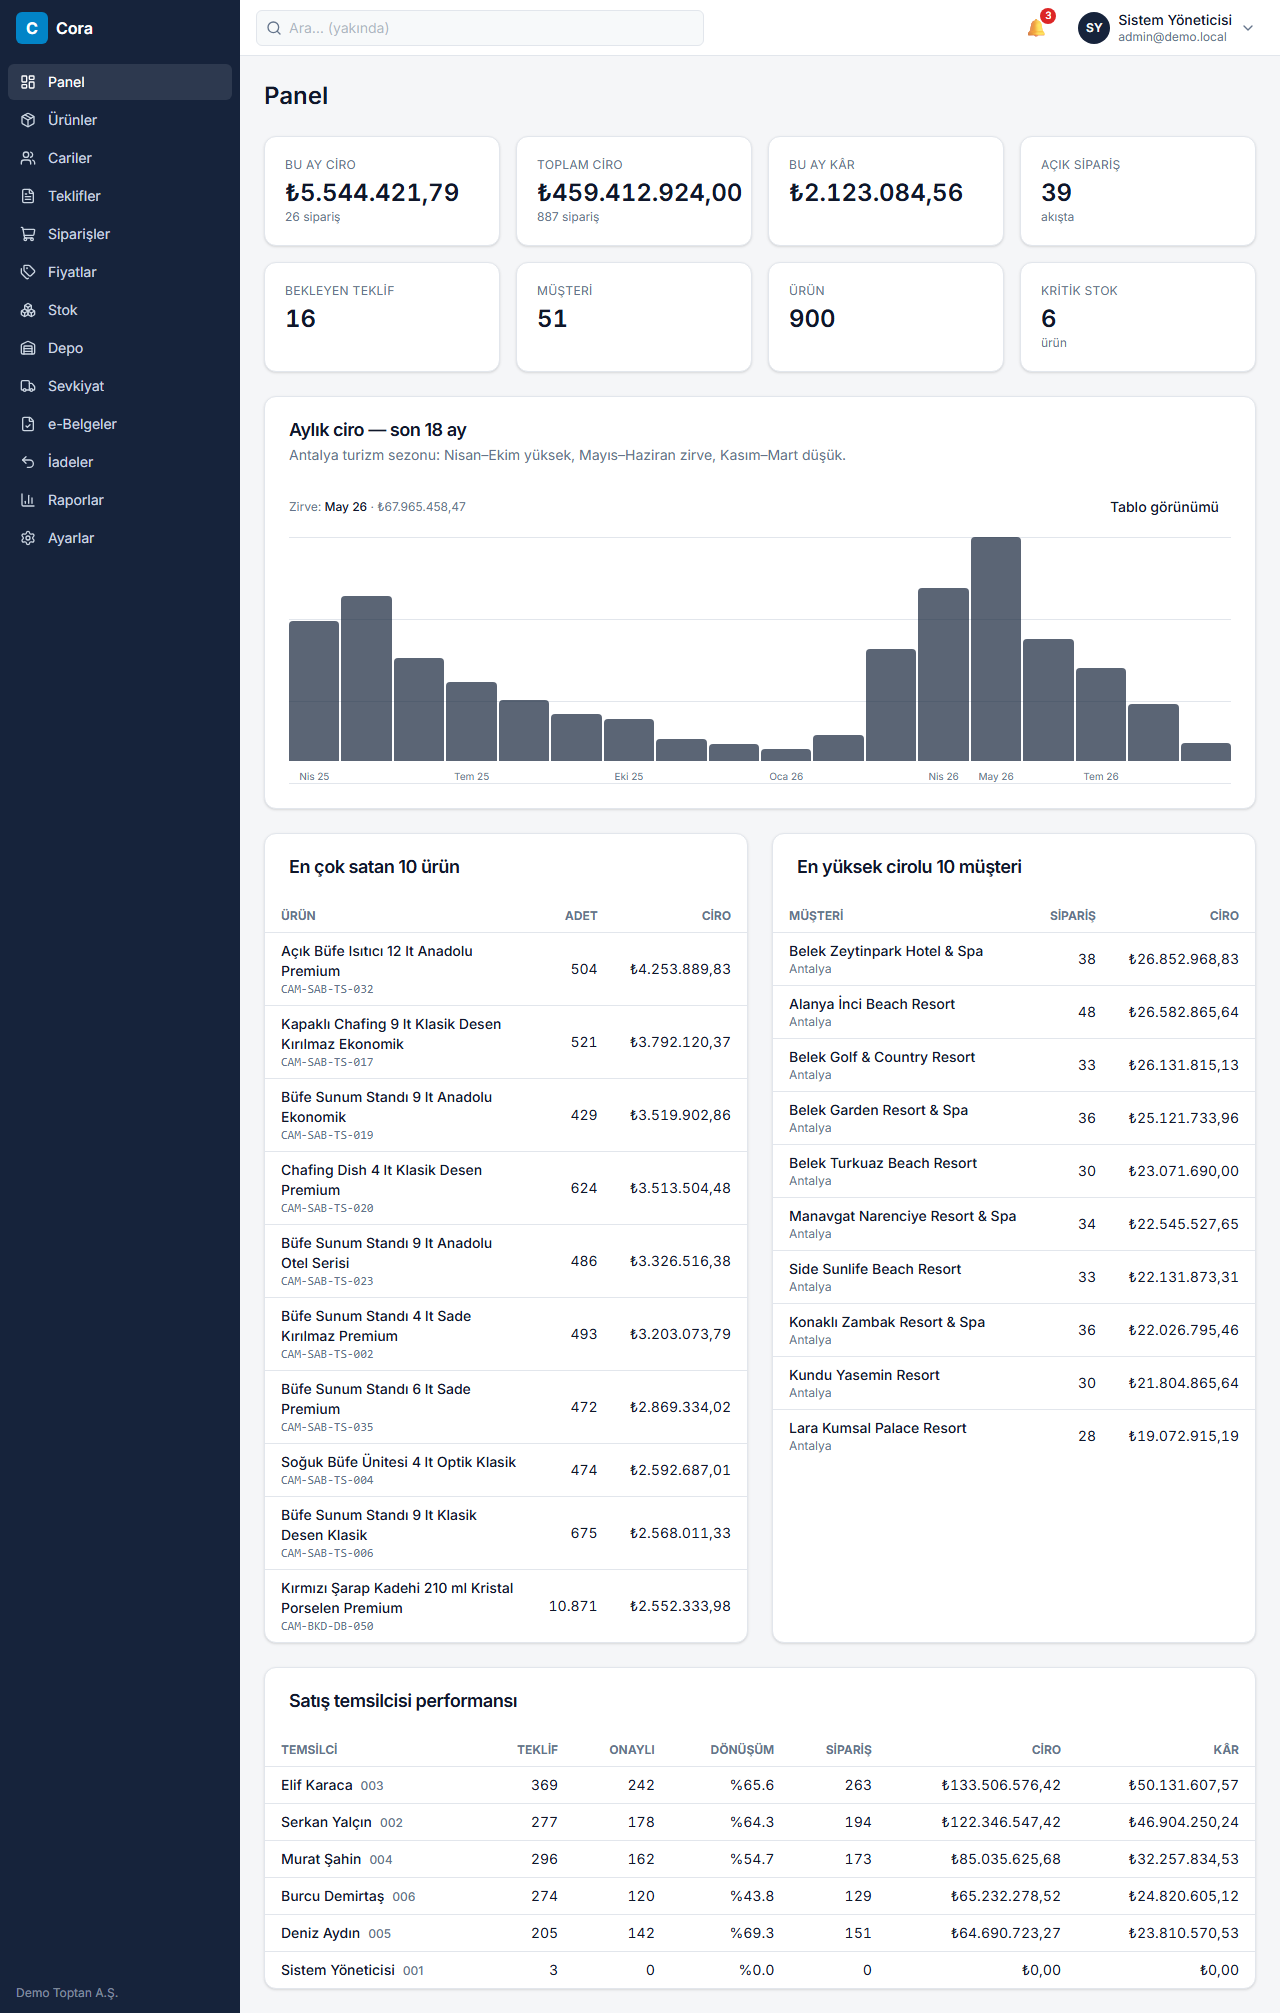 C Cora
Ara... (yakında)
3
SY
Sistem Yöneticisi
admin@demo.local
Panel
Ürünler
Cariler
Teklifler
Siparişler
Fiyatlar
Stok
Depo
Sevkiyat
e-Belgeler
İadeler
Raporlar
Ayarlar
Demo Toptan A.Ş.
Panel
BU AY CİRO
₺5.544.421,79
26 sipariş
TOPLAM CİRO
₺459.412.924,00
887 sipariş
BU AY KÂR
₺2.123.084,56
AÇIK SİPARİŞ
39
akışta
BEKLEYEN TEKLİF
16
MÜŞTERİ
51
ÜRÜN
900
KRİTİK STOK
6
ürün
Aylık ciro — son 18 ay
Antalya turizm sezonu: Nisan–Ekim yüksek, Mayıs–Haziran zirve, Kasım–Mart düşük.
Zirve: May 26 · ₺67.965.458,47
Tablo görünümü
Nis 25 Tem 25 Eki 25 Oca 26 Nis 26 May 26 Tem 26
En çok satan 10 ürün
ÜRÜN ADET CİRO
Açık Büfe Isıtıcı 12 lt Anadolu
Premium
CAM-SAB-TS-032
504 ₺4.253.889,83
Kapaklı Chafing 9 lt Klasik Desen
Kırılmaz Ekonomik
CAM-SAB-TS-017
521 ₺3.792.120,37
Büfe Sunum Standı 9 lt Anadolu
Ekonomik
CAM-SAB-TS-019
429 ₺3.519.902,86
Chafing Dish 4 lt Klasik Desen
Premium
CAM-SAB-TS-020
624 ₺3.513.504,48
Büfe Sunum Standı 9 lt Anadolu
Otel Serisi
CAM-SAB-TS-023
486 ₺3.326.516,38
Büfe Sunum Standı 4 lt Sade
Kırılmaz Premium
CAM-SAB-TS-002
493 ₺3.203.073,79
Büfe Sunum Standı 6 lt Sade
Premium
CAM-SAB-TS-035
472 ₺2.869.334,02
Soğuk Büfe Ünitesi 4 lt Optik Klasik
CAM-SAB-TS-004
474 ₺2.592.687,01
Büfe Sunum Standı 9 lt Klasik
Desen Klasik
CAM-SAB-TS-006
675 ₺2.568.011,33
Kırmızı Şarap Kadehi 210 ml Kristal
Porselen Premium
CAM-BKD-DB-050
10.871 ₺2.552.333,98
En yüksek cirolu 10 müşteri
MÜŞTERİ SİPARİŞ CİRO
Belek Zeytinpark Hotel & Spa
Antalya
38 ₺26.852.968,83
Alanya İnci Beach Resort
Antalya
48 ₺26.582.865,64
Belek Golf & Country Resort
Antalya
33 ₺26.131.815,13
Belek Garden Resort & Spa
Antalya
36 ₺25.121.733,96
Belek Turkuaz Beach Resort
Antalya
30 ₺23.071.690,00
Manavgat Narenciye Resort & Spa
Antalya
34 ₺22.545.527,65
Side Sunlife Beach Resort
Antalya
33 ₺22.131.873,31
Konaklı Zambak Resort & Spa
Antalya
36 ₺22.026.795,46
Kundu Yasemin Resort
Antalya
30 ₺21.804.865,64
Lara Kumsal Palace Resort
Antalya
28 ₺19.072.915,19
Satış temsilcisi performansı
TEMSİLCİ TEKLİF ONAYLI DÖNÜŞÜM SİPARİŞ CİRO KÂR
Elif Karaca 003 369 242 %65.6 263 ₺133.506.576,42 ₺50.131.607,57
Serkan Yalçın 002 277 178 %64.3 194 ₺122.346.547,42 ₺46.904.250,24
Murat Şahin 004 296 162 %54.7 173 ₺85.035.625,68 ₺32.257.834,53
Burcu Demirtaş 006 274 120 %43.8 129 ₺65.232.278,52 ₺24.820.605,12
Deniz Aydın 005 205 142 %69.3 151 ₺64.690.723,27 ₺23.810.570,53
Sistem Yöneticisi 001 3 0 %0.0 0 ₺0,00 ₺0,00